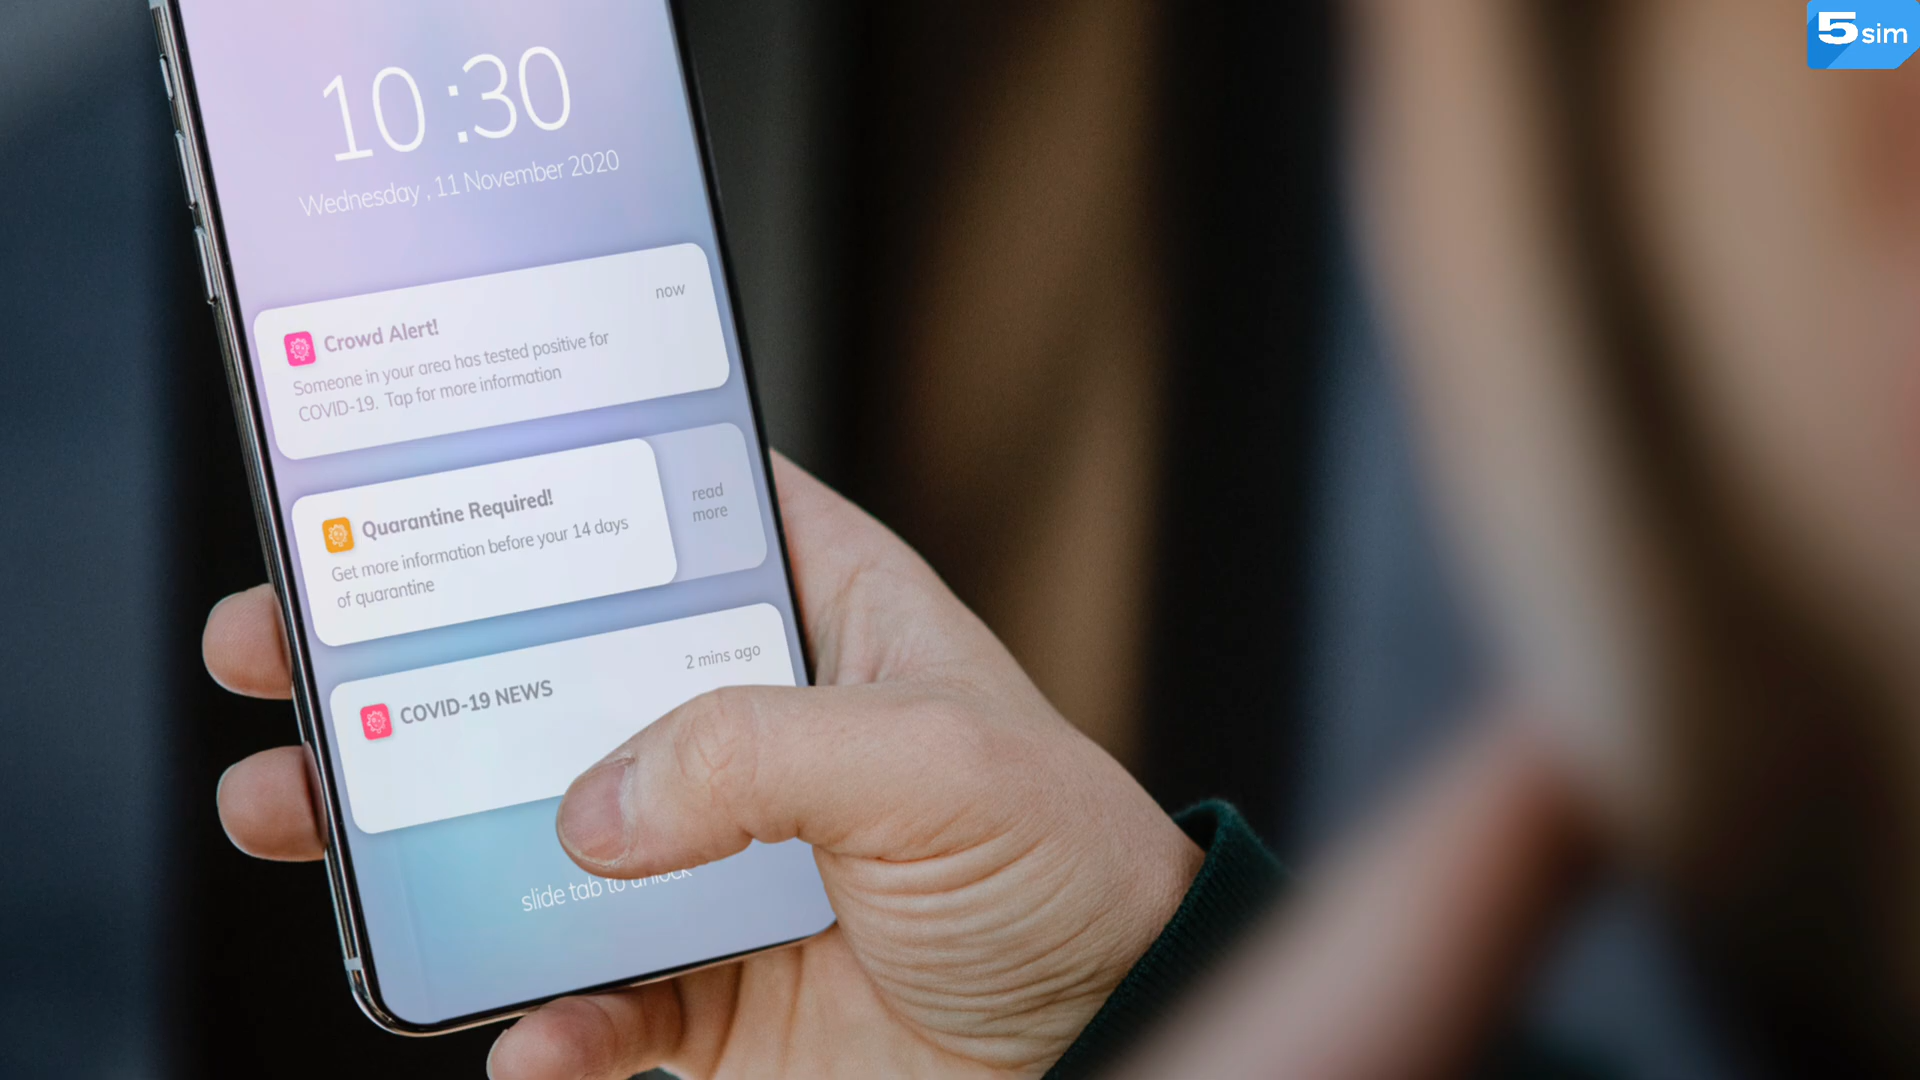 5sim
10:30
Wednesday, 11 November 2020
now
Crowd Alert!
Someone in your area has tested positive for
COVID-19. Tap for more information
Quarantine Required!
Get more information before your 14 days
of quarantine
read
more
2 mins ago
COVID-19 NEWS
slide tab to unlock